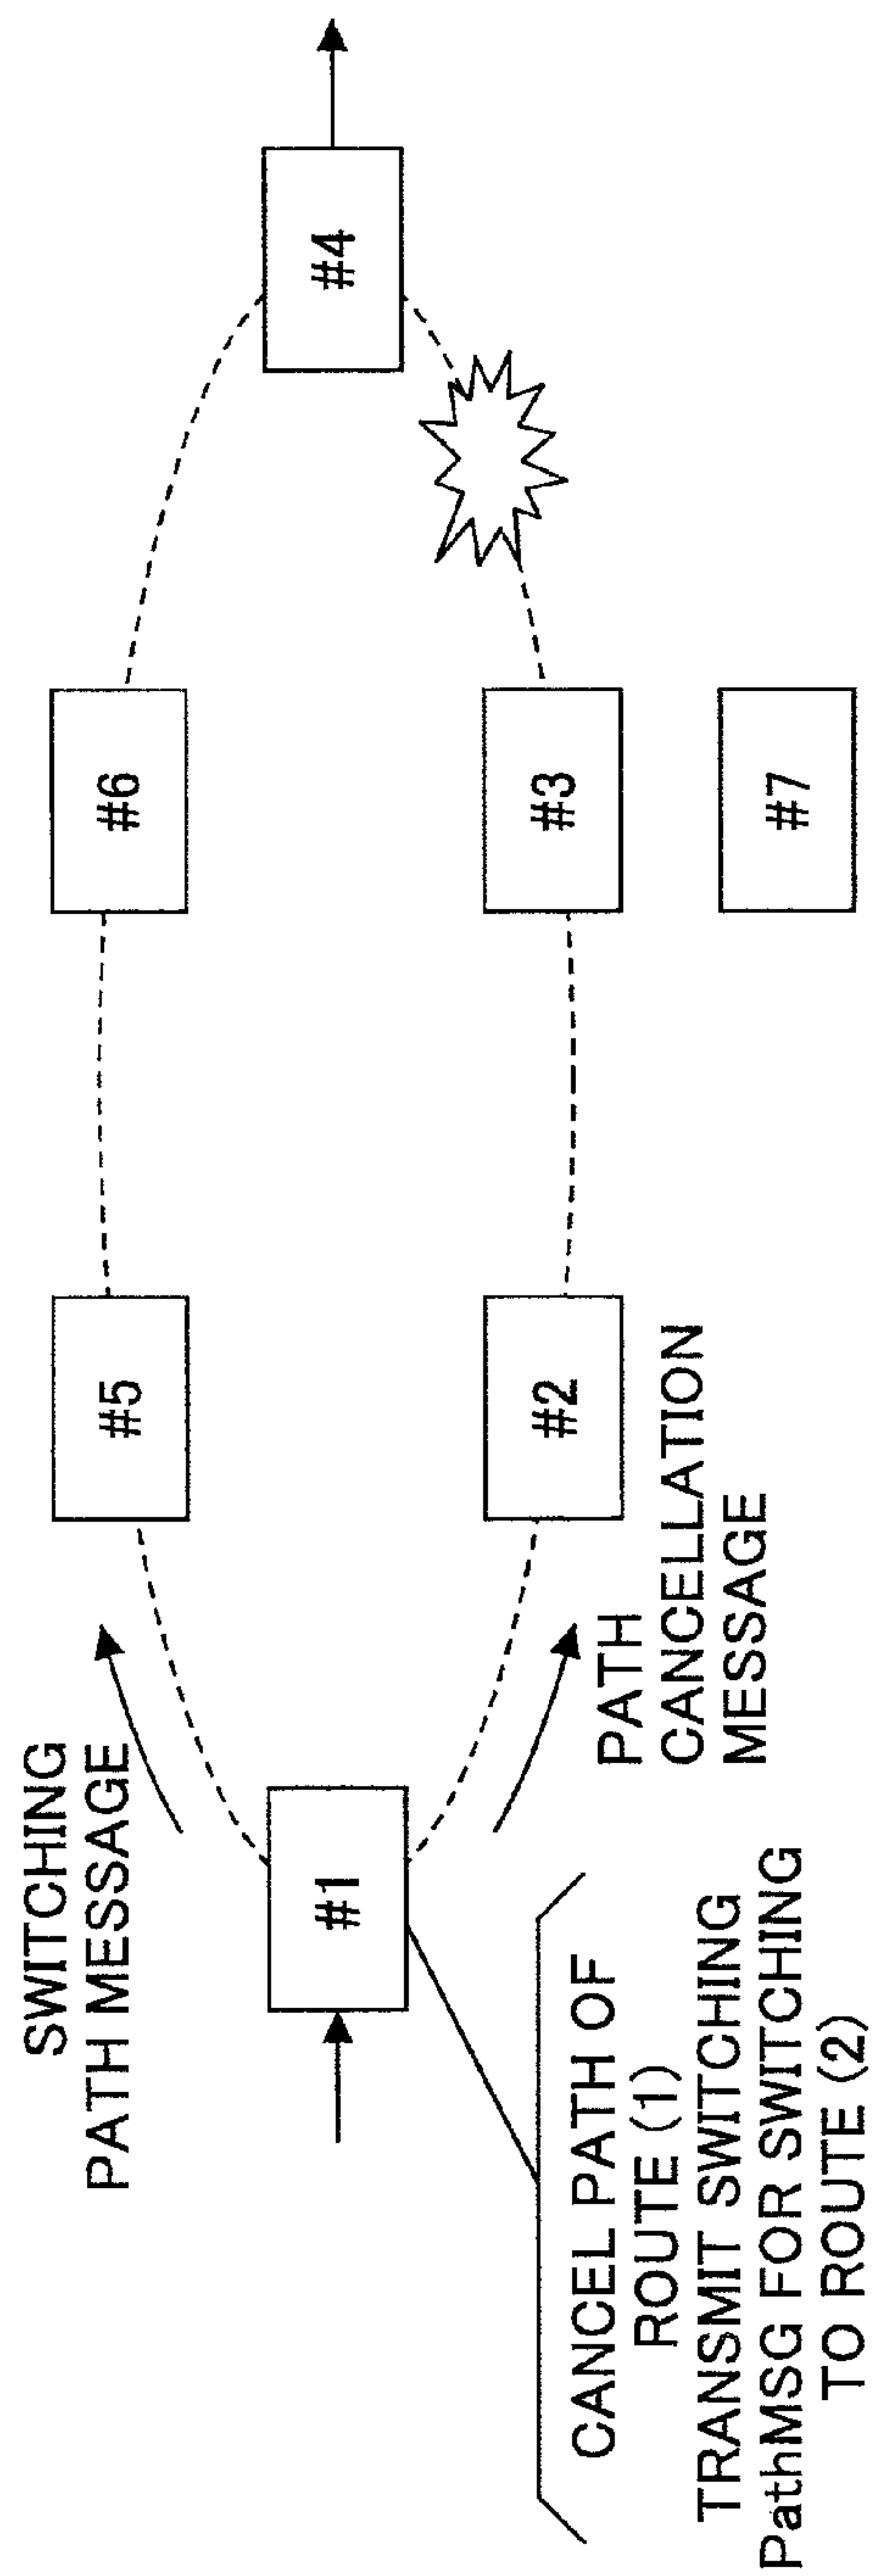 SWITCHING
PATH MESSAGE
#5
#6
#1
#4
#2
#3
#7
PATH
CANCELLATION
MESSAGE
CANCEL PATH OF
ROUTE (1)
TRANSMIT SWITCHING
PathMSG FOR SWITCHING
TO ROUTE (2)